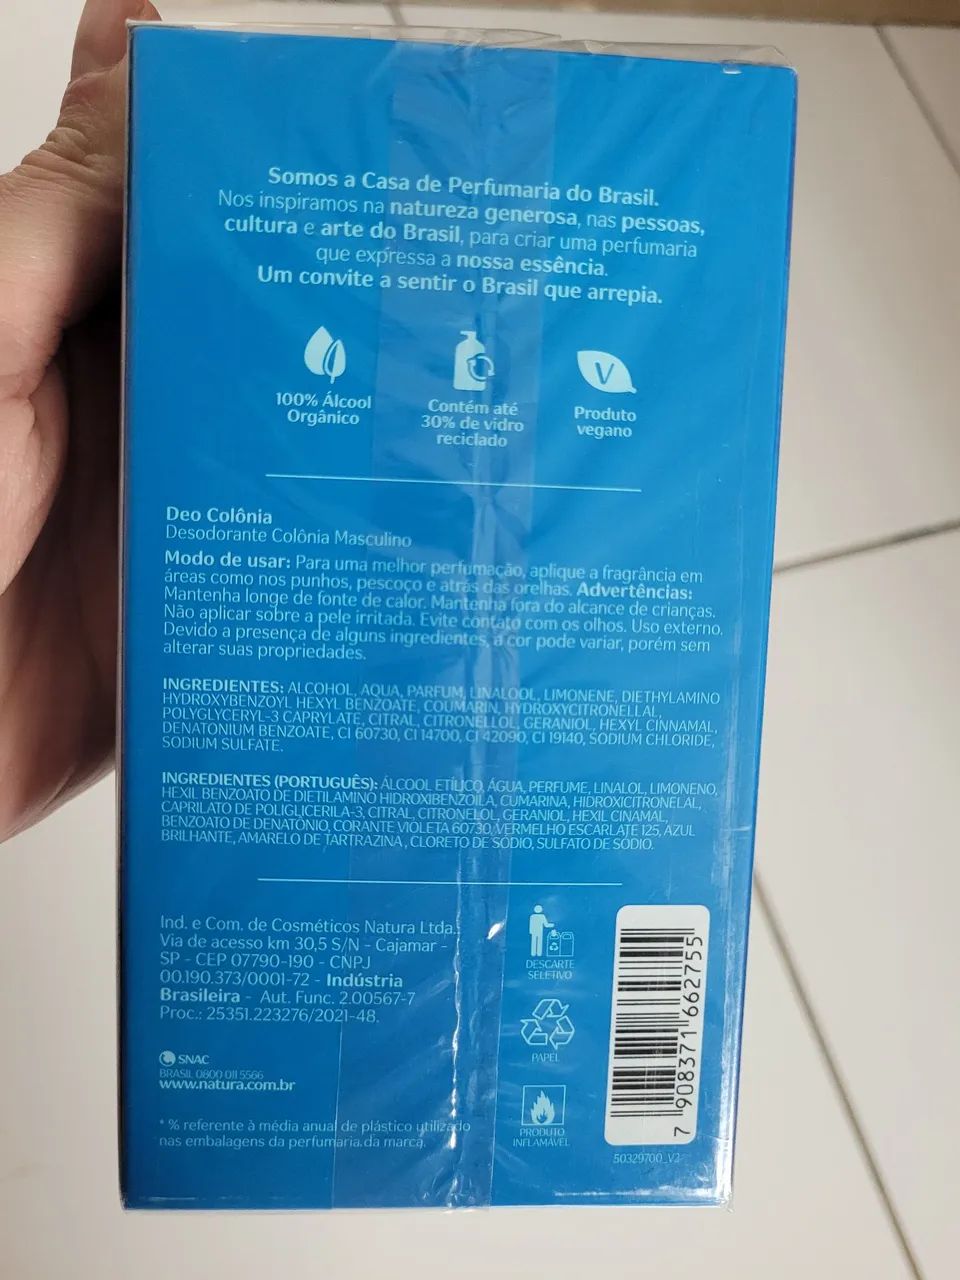 Somos a Casa de Perfumaria do Brasil.
Nos inspiramos na natureza generosa, nas pessoas,
cultura e arte do Brasil, para criar uma perfumaria
que expressa a nossa essência.
Um convite a sentir o Brasil que arrepia.
100% Álcool
Orgânico
Contém até
30% de vidro
reciclado
V
Produto
vegano
Deo Colônia
Desodorante Colônia Masculino
Modo de usar: Para uma melhor perfumação, aplique a fragrância em
áreas como nos punhos, pescoço e atrás das orelhas. Advertências:
Mantenha longe de fonte de calor. Mantenha fora do alcance de crianças.
Não aplicar sobre a pele irritada. Evite contato com os olhos. Uso externo.
Devido a presença de alguns ingredientes, a cor pode variar, porém sem
alterar suas propriedades.
INGREDIENTES: ALCOHOL, AQUA, PARFUM, LINALOOL, LIMONENE, DIETHYLAMINO
HYDROXYBENZOYL HEXYL BENZOATE, COUMARIN, HYDROXYCITRONELLAL,
POLYGLYCERYL-3 CAPRYLATE, CITRAL, CITRONELLOL, GERANIOL, HEXYL CINNAMAL,
DENATONIUM BENZOATE, CI 60730, CI 14700, CI 42090, CI 19140, SODIUM CHLORIDE,
SODIUM SULFATE.
INGREDIENTES (PORTUGUÊS): ÁLCOOL ETÍLICO, ÁGUA, PERFUME, LINALOL, LIMONENO,
HEXIL BENZOATO DE DIETILAMINO HIDROXIBENZOILA, CUMARINA, HIDROXICITRONELAL,
CAPRILATO DE POLIGLICERILA-3, CITRAL, CITRONELOL, GERANIOL, HEXIL CINAMAL,
BENZOATO DE DENATÔNIO, CORANTE VIOLETA 60730, VERMELHO ESCARLATE 125, AZUL
BRILHANTE, AMARELO DE TARTRAZINA , CLORETO DE SÓDIO, SULFATO DE SÓDIO.
Ind. e Com. de Cosméticos Natura Ltda.
Via de acesso km 30,5 S/N - Cajamar -
SP - CEP 07790-190 - CNPJ
00.190.373/0001-72 - Indústria
Brasileira - Aut. Func. 2.00567-7
Proc.: 25351.223276/2021-48.
SNAC
BRASIL 0800 011 5566
www.natura.com.br
* % referente à média anual de plástico utilizado
nas embalagens da perfumaria da marca.
DESCARTE
SELETIVO
PAPEL
PRODUTO
INFLAMÁVEL
7 908371 662755
50329700_V2